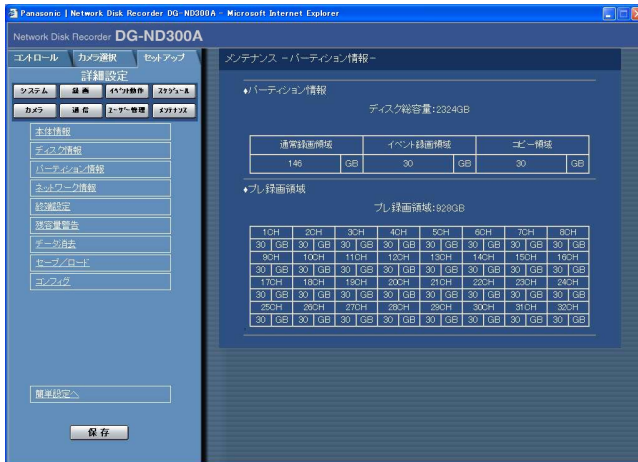 Panasonic | Network Disk Recorder DG-ND300A - Microsoft Internet Explorer
Network Disk Recorder DG-ND300A
コントロール カメラ選択 セットアップ
詳細設定
システム 録画 イベント動作 スケジュール
カメラ 通信 ユーザー管理 メンテナンス
本体情報
ディスク情報
パーティション情報
ネットワーク情報
終端設定
残容量警告
データ消去
セーブ/ロード
コンフィグ
簡単設定へ
保存
メンテナンス -パーティション情報-
♦パーティション情報
ディスク総容量:2324GB
通常録画領域 イベント録画領域 コピー領域
146 GB 30 GB 30 GB
♦プレ録画領域
プレ録画領域:928GB
1CH 2CH 3CH 4CH 5CH 6CH 7CH 8CH
30 GB 30 GB 30 GB 30 GB 30 GB 30 GB 30 GB 30 GB
9CH 10CH 11CH 12CH 13CH 14CH 15CH 16CH
30 GB 30 GB 30 GB 30 GB 30 GB 30 GB 30 GB 30 GB
17CH 18CH 19CH 20CH 21CH 22CH 23CH 24CH
30 GB 30 GB 30 GB 30 GB 30 GB 30 GB 30 GB 30 GB
25CH 26CH 27CH 28CH 29CH 30CH 31CH 32CH
30 GB 30 GB 30 GB 30 GB 30 GB 30 GB 30 GB 30 GB